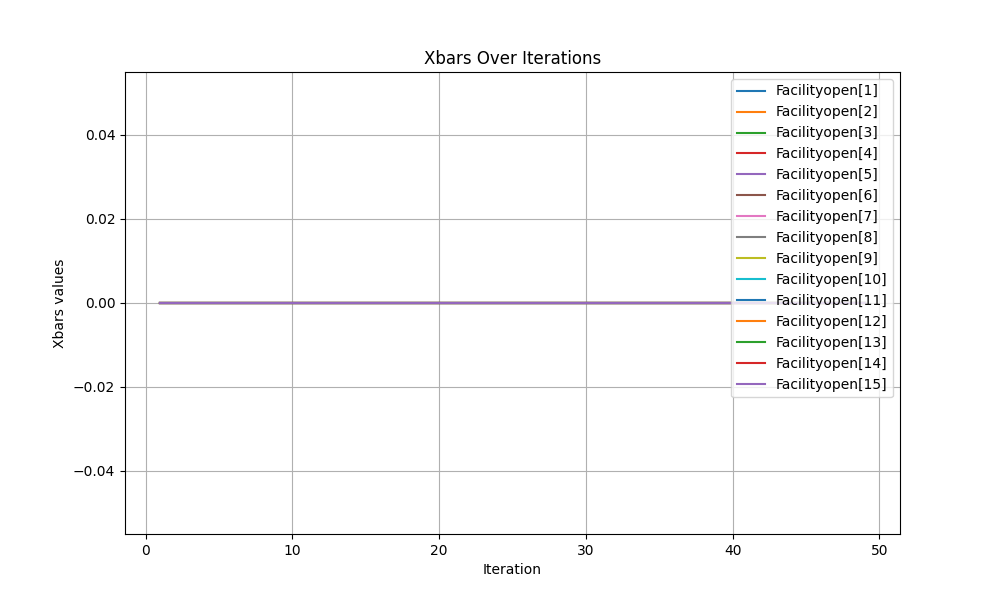 Xbars Over Iterations
Facilityopen[1]
Facilityopen[2]
Facilityopen[3]
Facilityopen[4]
Facilityopen[5]
Facilityopen[6]
Facilityopen[7]
Facilityopen[8]
Facilityopen[9]
Facilityopen[10]
Facilityopen[11]
Facilityopen[12]
Facilityopen[13]
Facilityopen[14]
Facilityopen[15]
Xbars values
0.04
0.02
0.00
−0.02
−0.04
0 10 20 30 40 50
Iteration